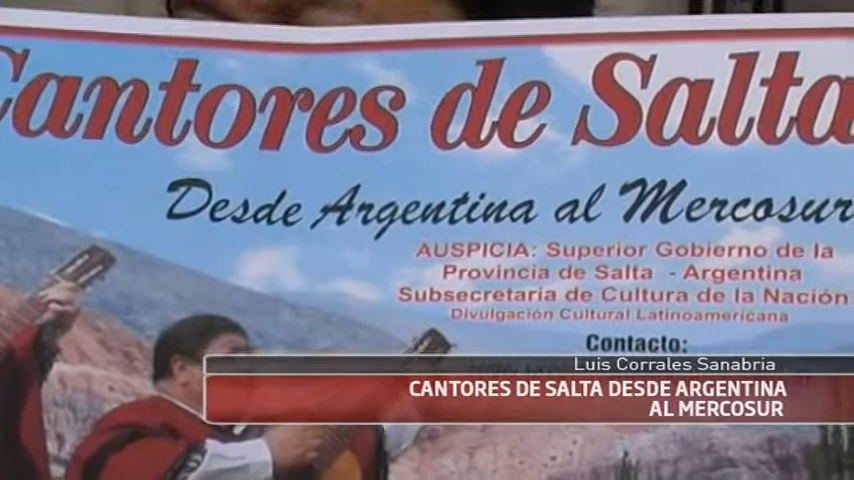 Cantores de Salta
Desde Argentina al Mercosur
AUSPICIA: Superior Gobierno de la
Provincia de Salta - Argentina
Subsecretaria de Cultura de la Nación
Divulgación Cultural Latinoamericana
Contacto:
Luis Corrales Sanabria
CANTORES DE SALTA DESDE ARGENTINA
AL MERCOSUR